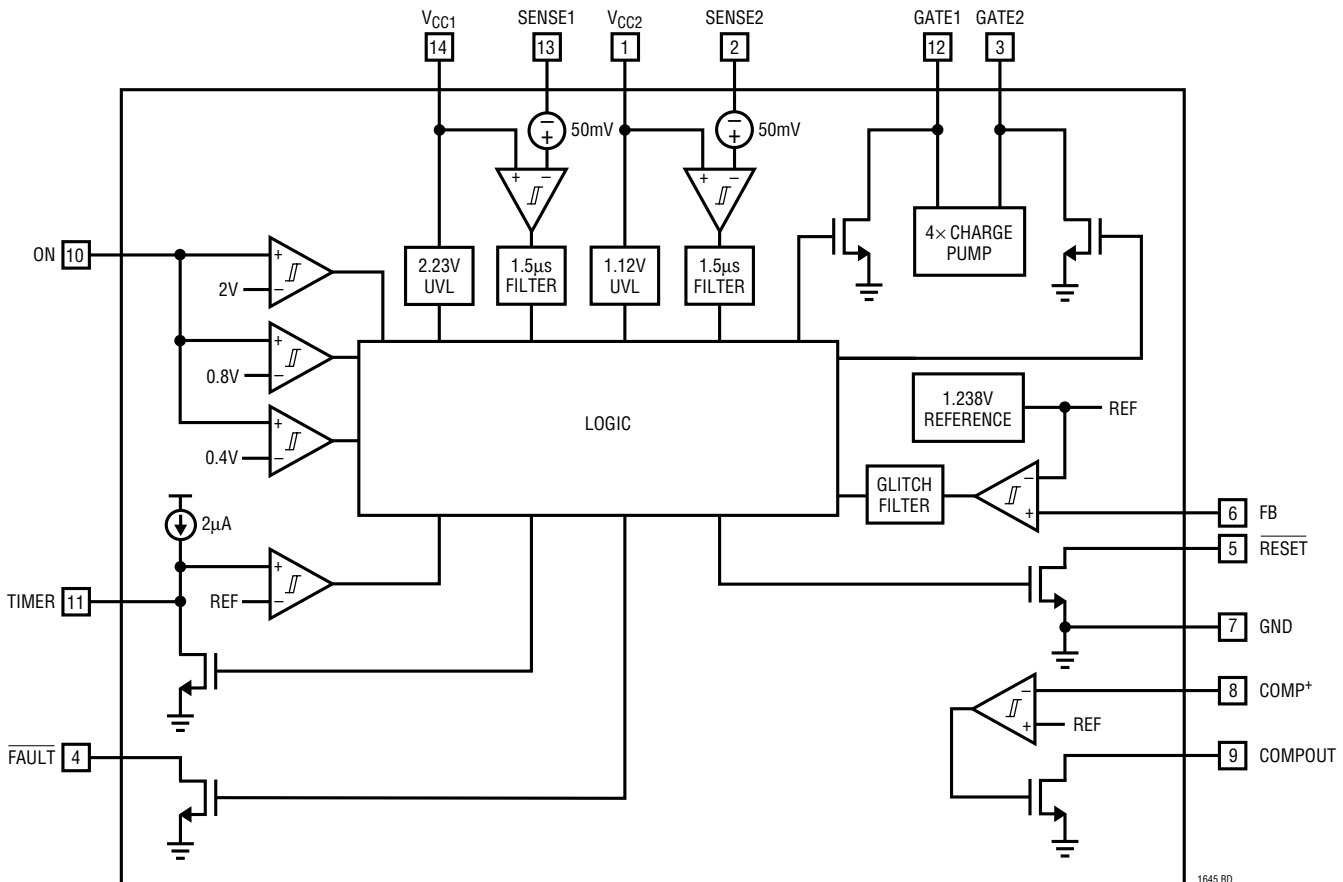 VCC1 SENSE1 VCC2 SENSE2 GATE1 GATE2
14 13 1 2 12 3
− + 50mV − + 50mV
+ − + −
ON 10
+
2V −
2.23V
UVL
1.5µs
FILTER
1.12V
UVL
1.5µs
FILTER
4× CHARGE
PUMP
+
0.8V −
+
0.4V −
LOGIC
1.238V
REFERENCE
REF
GLITCH
FILTER
−
+
6 FB
5 RESET
2µA
TIMER 11
+
REF −
7 GND
8 COMP+
−
+ REF
FAULT 4
9 COMPOUT
1645 BD